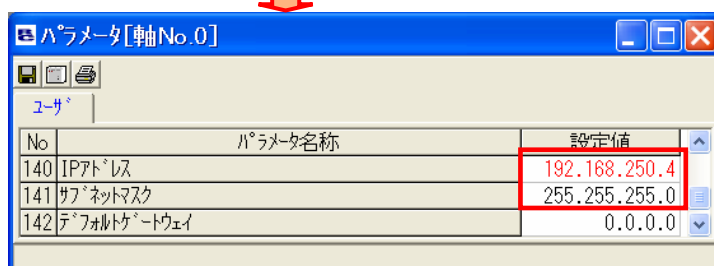 パラメータ[軸No.0]
ユーザ
No パラメータ名称 設定値
140 IPアドレス 192.168.250.4
141 サブネットマスク 255.255.255.0
142 デフォルトゲートウェイ 0.0.0.0